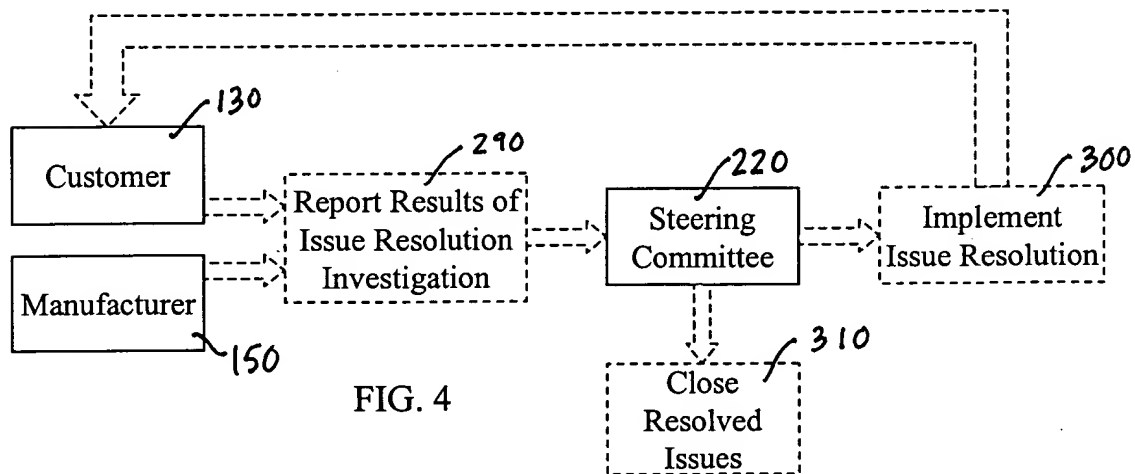 130
Customer
290
Report Results of
Issue Resolution
Investigation
220
Steering
Committee
300
Implement
Issue Resolution
Manufacturer
150
310
Close
Resolved
Issues
FIG. 4